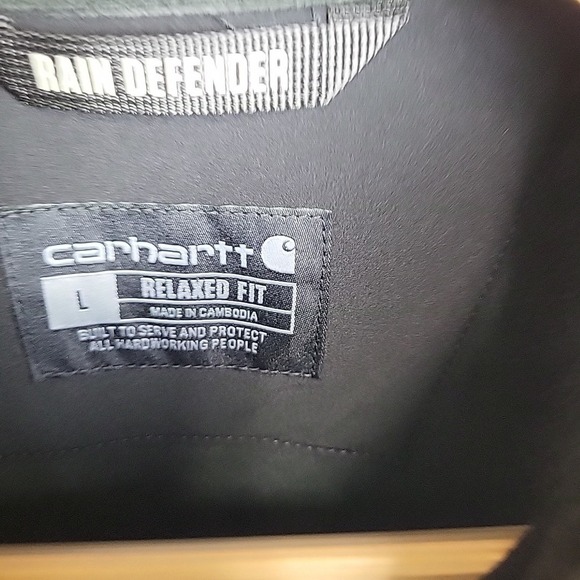 RAIN DEFENDER
carhartt
L
RELAXED FIT
MADE IN CAMBODIA
BUILT TO SERVE AND PROTECT
ALL HARDWORKING PEOPLE